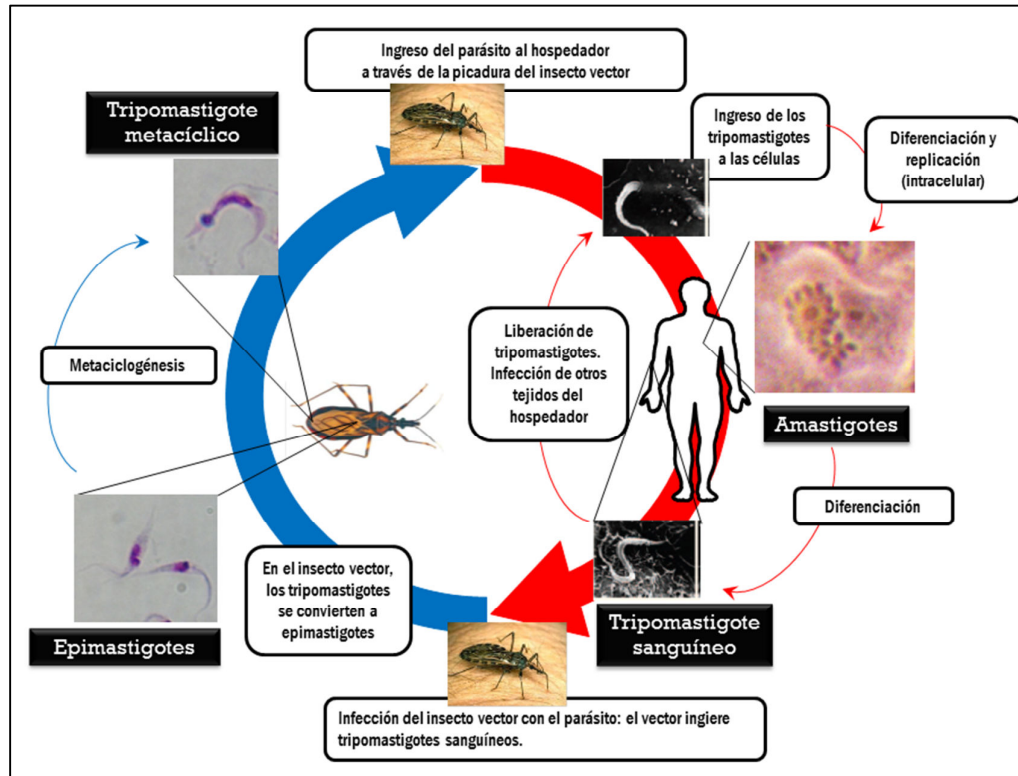 Ingreso del parásito al hospedador
a través de la picadura del insecto vector
Tripomastigote
metacíclico
Ingreso de los
tripomastigotes
a las células
Diferenciación y
replicación
(intracelular)
Metaciclogénesis
Liberación de
tripomastigotes.
Infección de otros
tejidos del
hospedador
Amastigotes
Diferenciación
En el insecto vector,
los tripomastigotes
se convierten a
epimastigotes
Epimastigotes
Tripomastigote
sanguíneo
Infección del insecto vector con el parásito: el vector ingiere
tripomastigotes sanguíneos.